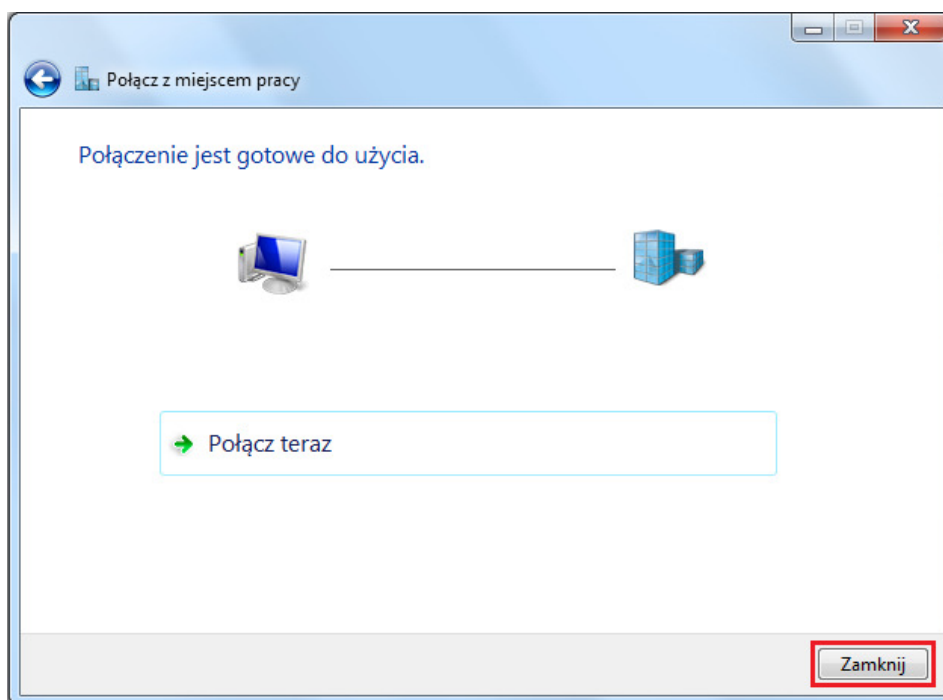 Połącz z miejscem pracy
Połączenie jest gotowe do użycia.
Połącz teraz
Zamknij